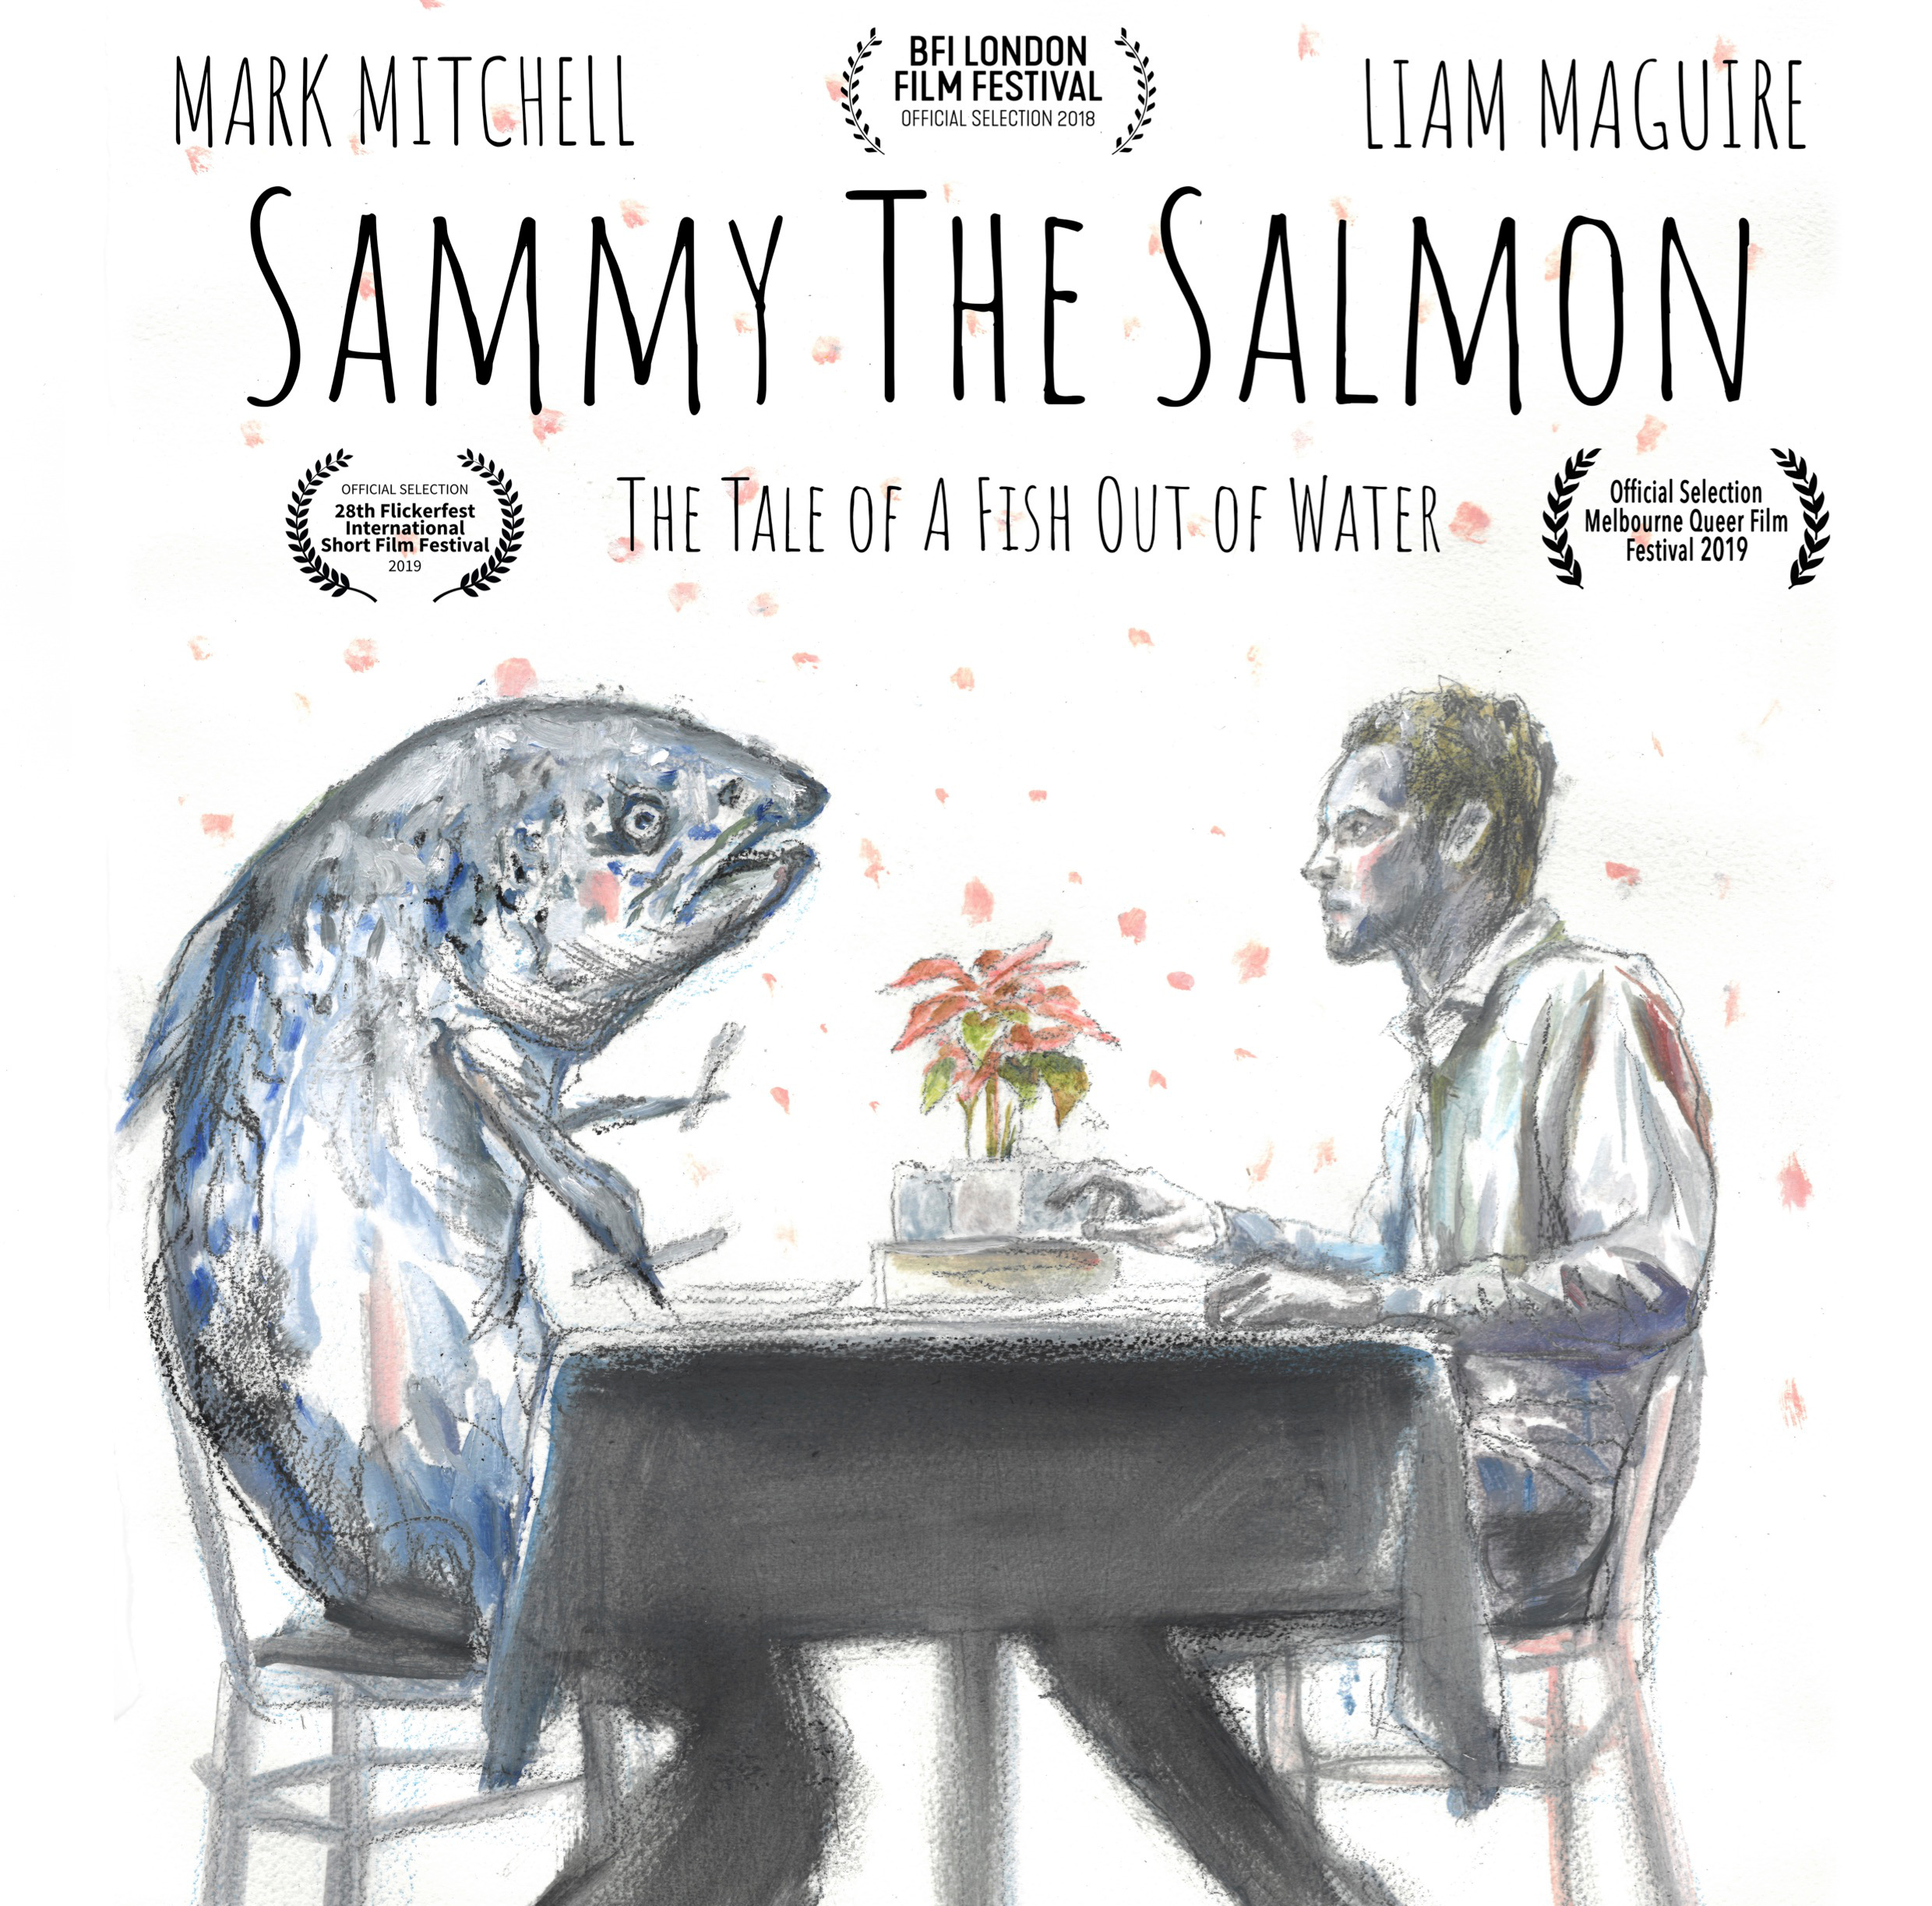 MARK MITCHELL
BFI LONDON
FILM FESTIVAL
OFFICIAL SELECTION 2018
LIAM MAGUIRE
SAMMY THE SALMON
OFFICIAL SELECTION
28th Flickerfest
International
Short Film Festival
2019
THE TALE OF A FISH OUT OF WATER
Official Selection
Melbourne Queer Film
Festival 2019